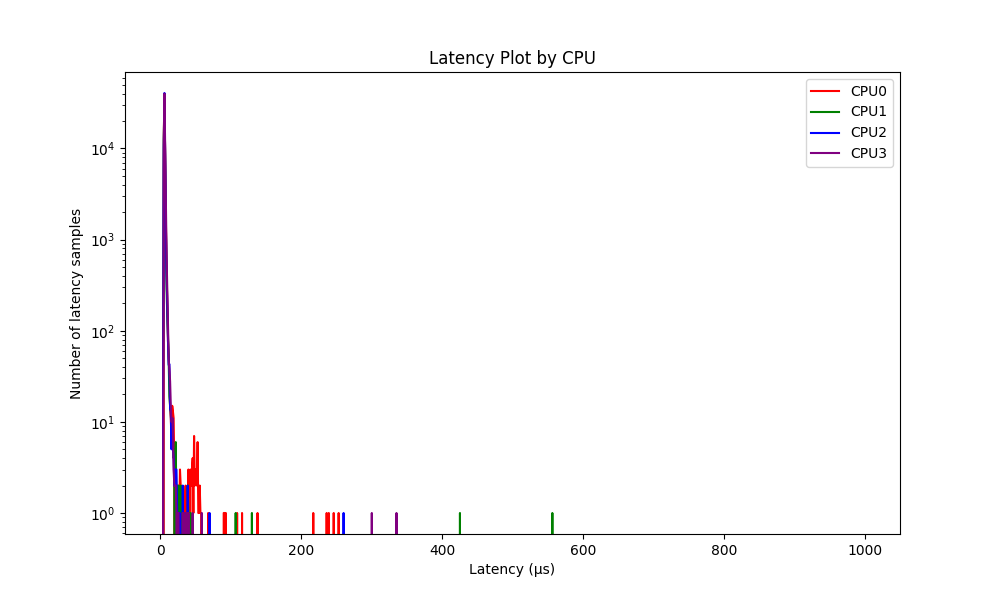 Latency Plot by CPU
CPU0
CPU1
CPU2
CPU3
Number of latency samples
10⁴
10³
10²
10¹
10⁰
0 200 400 600 800 1000
Latency (µs)